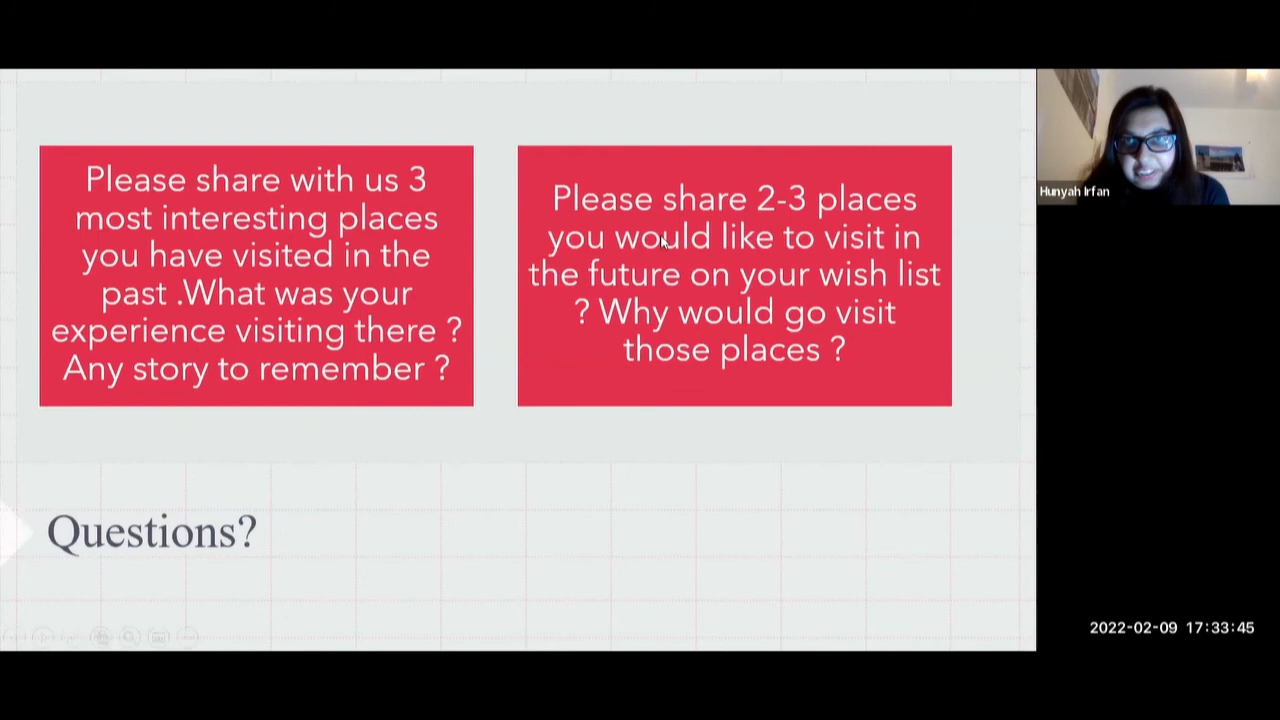 Please share with us 3
most interesting places
you have visited in the
past .What was your
experience visiting there ?
Any story to remember ?
Please share 2-3 places
you would like to visit in
the future on your wish list
? Why would go visit
those places ?
Questions?
Hunyah Irfan
2022-02-09 17:33:45